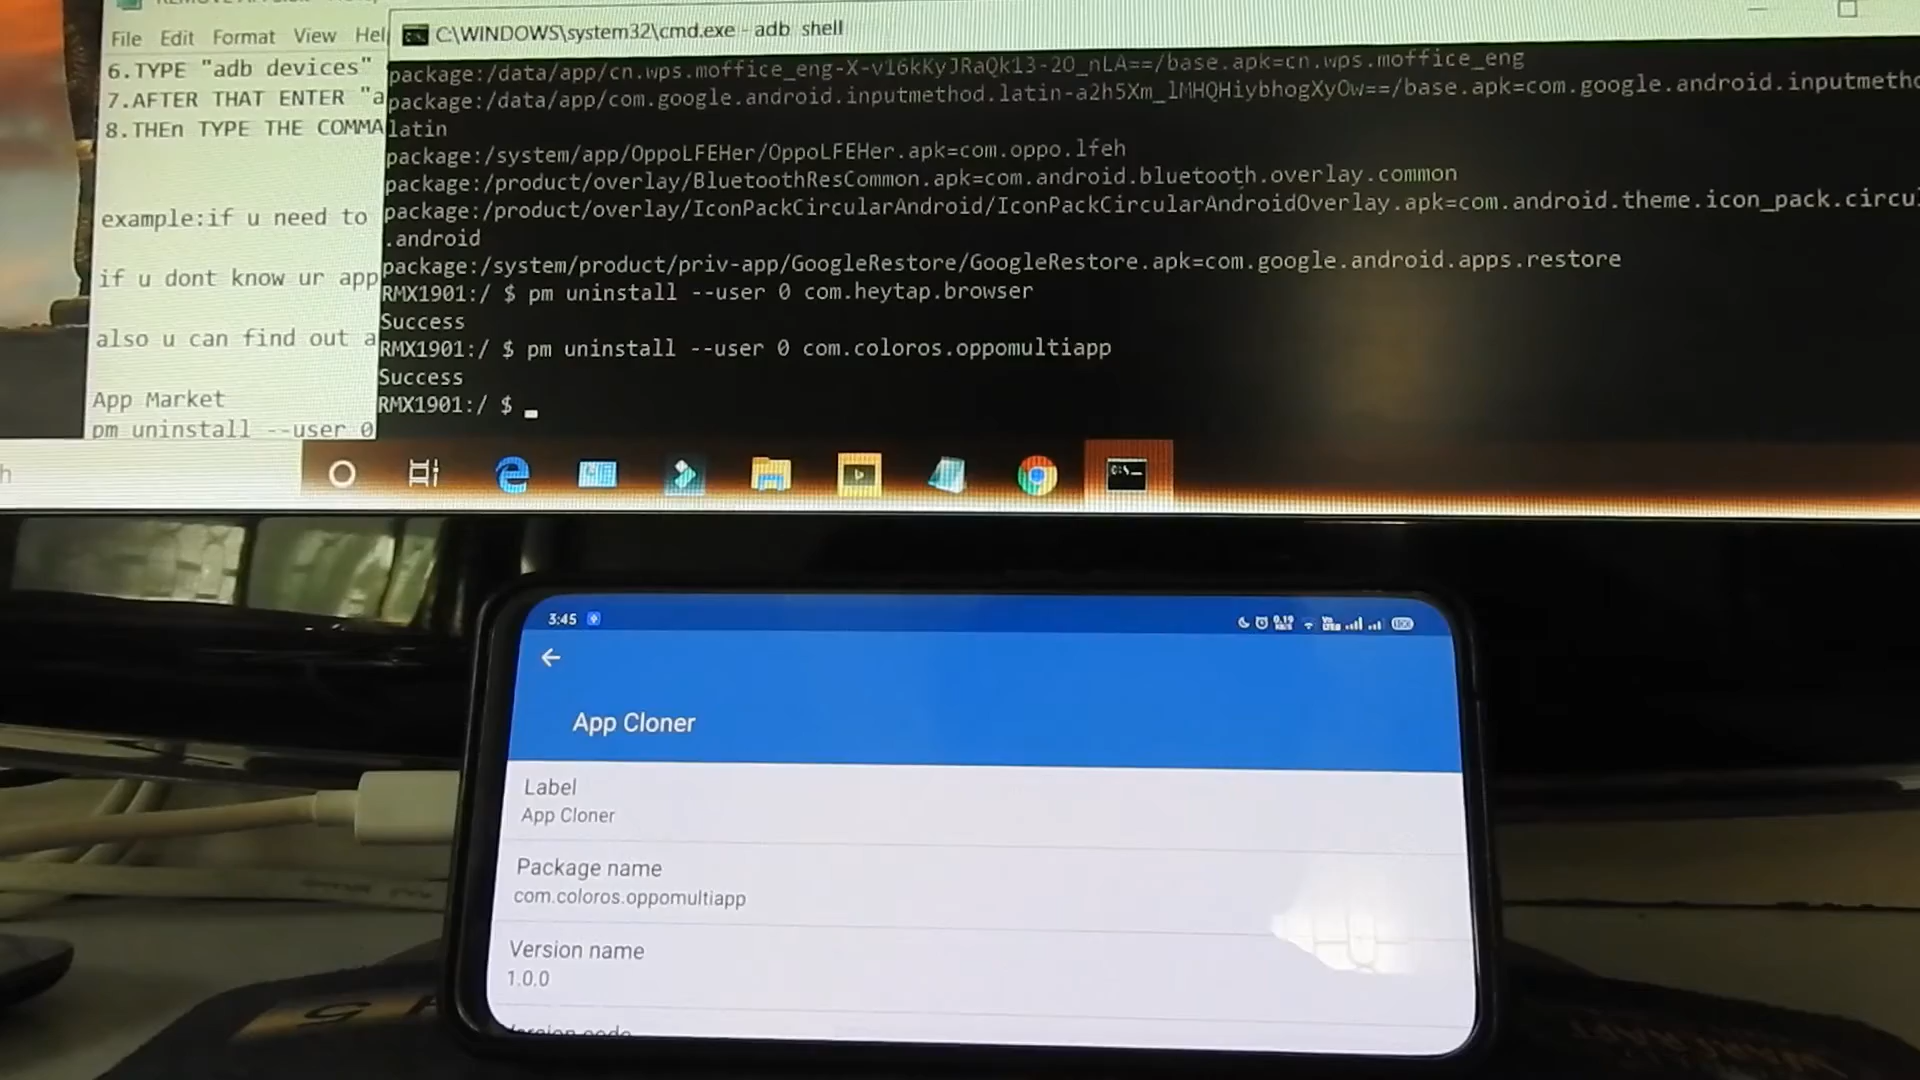 File Edit Format View Hel
6.TYPE "adb devices"
7.AFTER THAT ENTER "a
8.THEn TYPE THE COMMA
example:if u need to
if u dont know ur app
also u can find out a
App Market
pm uninstall --user 0
h
C:\WINDOWS\system32\cmd.exe - adb shell
package:/data/app/cn.wps.moffice_eng-X-v16kKyJRaQk13-2O_nLA==/base.apk=cn.wps.moffice_eng
package:/data/app/com.google.android.inputmethod.latin-a2h5Xm_lMHQHiybhogXyOw==/base.apk=com.google.android.inputmetho
latin
package:/system/app/OppoLFEHer/OppoLFEHer.apk=com.oppo.lfeh
package:/product/overlay/BluetoothResCommon.apk=com.android.bluetooth.overlay.common
package:/product/overlay/IconPackCircularAndroid/IconPackCircularAndroidOverlay.apk=com.android.theme.icon_pack.circu
.android
package:/system/product/priv-app/GoogleRestore/GoogleRestore.apk=com.google.android.apps.restore
RMX1901:/ $ pm uninstall --user 0 com.heytap.browser
Success
RMX1901:/ $ pm uninstall --user 0 com.coloros.oppomultiapp
Success
RMX1901:/ $ _
3:45
App Cloner
Label
App Cloner
Package name
com.coloros.oppomultiapp
Version name
1.0.0
Version code